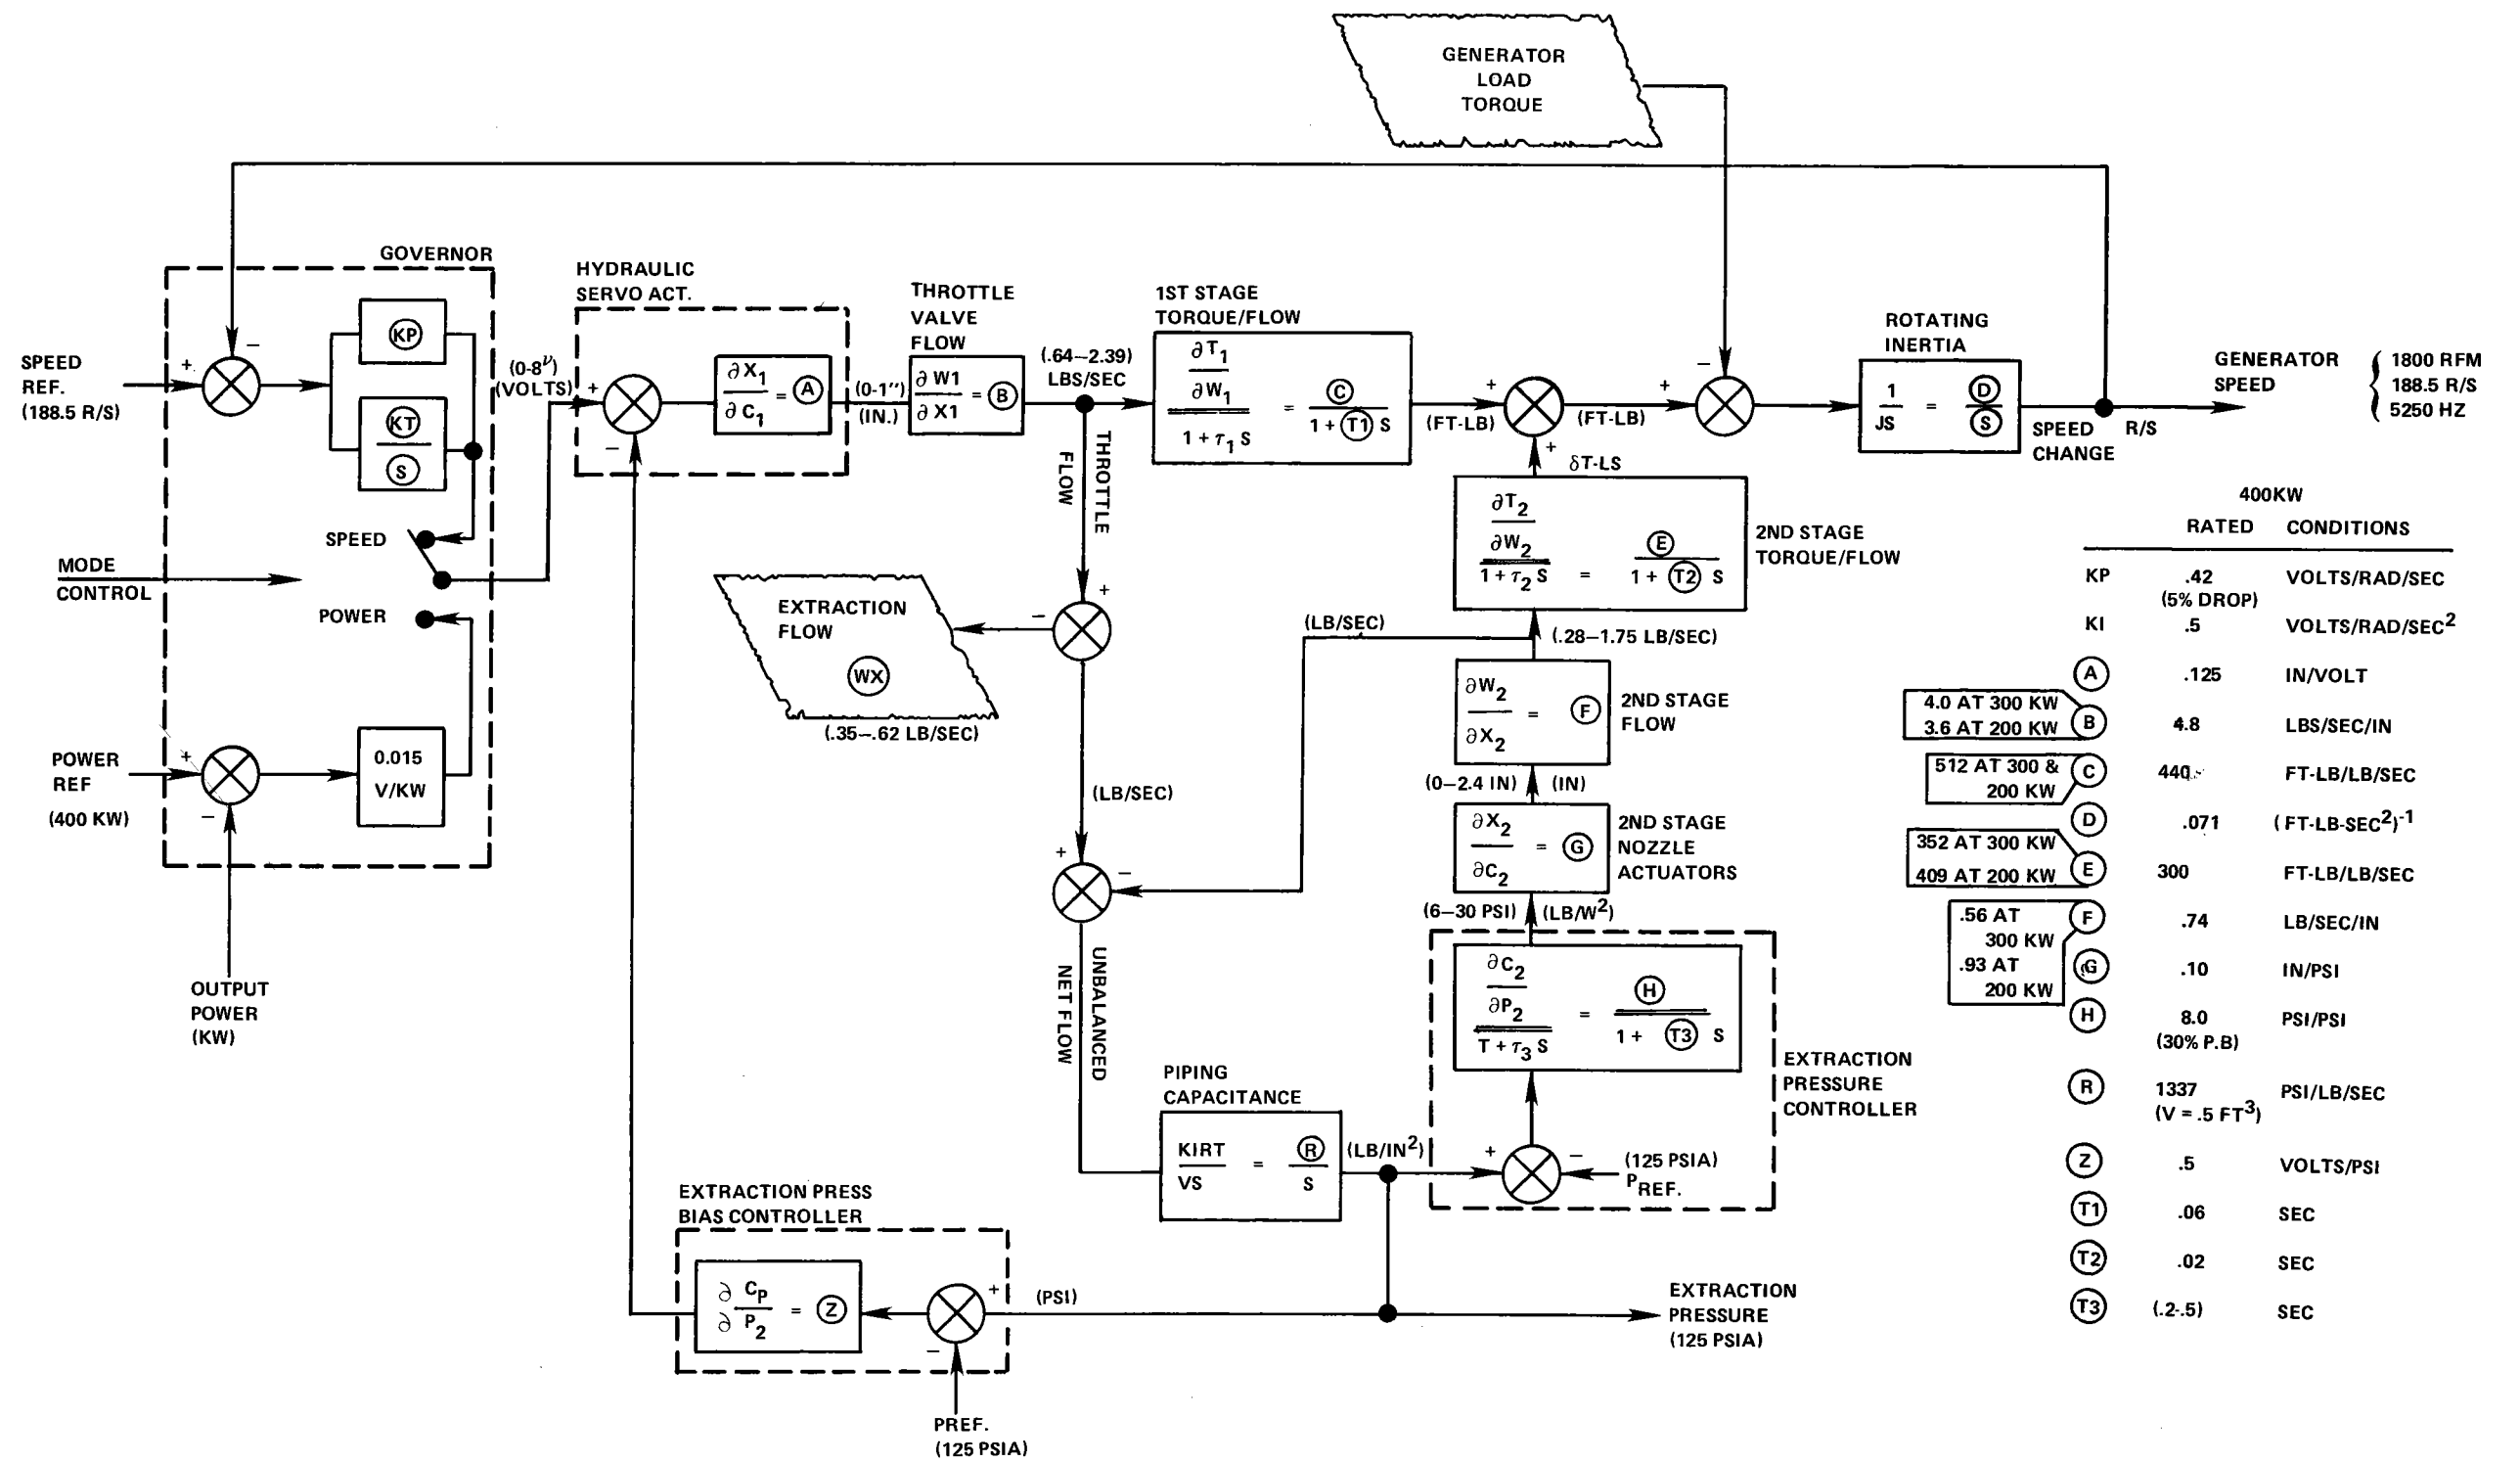 GENERATOR
LOAD
TORQUE
GOVERNOR
SPEED
REF.
(188.5 R/S)
+
−
KP
KT
S
SPEED
MODE
CONTROL
POWER
POWER
REF
(400 KW)
+
−
0.015
V/KW
OUTPUT
POWER
(KW)
(0-8ν)
(VOLTS)
HYDRAULIC
SERVO ACT.
+
−
∂X1
∂C1
= A
(0-1'')
(IN.)
THROTTLE
VALVE
FLOW
∂W1
∂X1
= B
(.64–2.39)
LBS/SEC
THROTTLE
FLOW
1ST STAGE
TORQUE/FLOW
∂T1
∂W1
1 + τ1 S
=
C
1 + T1 S
(FT-LB)
+
+
δT-LS
(FT-LB)
+
−
ROTATING
INERTIA
1
JS
=
D
S
SPEED
CHANGE
R/S
GENERATOR
SPEED
1800 RFM
188.5 R/S
5250 HZ
∂T2
∂W2
1 + τ2 S
=
E
1 + T2 S
2ND STAGE
TORQUE/FLOW
EXTRACTION
FLOW
WX
(.35–.62 LB/SEC)
−
+
(LB/SEC)
(.28–1.75 LB/SEC)
∂W2
∂X2
= F
2ND STAGE
FLOW
(0–2.4 IN)
(IN)
∂X2
∂C2
= G
2ND STAGE
NOZZLE
ACTUATORS
(6–30 PSI)
(LB/W2)
(LB/SEC)
+
−
UNBALANCED
NET FLOW
∂C2
∂P2
T + τ3 S
=
H
1 + T3 S
EXTRACTION
PRESSURE
CONTROLLER
PIPING
CAPACITANCE
KIRT
VS
=
R
S
(LB/IN2)
+
−
(125 PSIA)
PREF.
EXTRACTION PRESS
BIAS CONTROLLER
∂ CP
∂ P2
= Z
+
−
(PSI)
PREF.
(125 PSIA)
EXTRACTION
PRESSURE
(125 PSIA)
400KW
RATED CONDITIONS
KP .42 VOLTS/RAD/SEC
(5% DROP)
KI .5 VOLTS/RAD/SEC2
A .125 IN/VOLT
4.0 AT 300 KW
3.6 AT 200 KW
B 4.8 LBS/SEC/IN
512 AT 300 &
200 KW
C 440 FT-LB/LB/SEC
D .071 (FT-LB-SEC2)-1
352 AT 300 KW
409 AT 200 KW
E 300 FT-LB/LB/SEC
.56 AT
300 KW
.93 AT
200 KW
F .74 LB/SEC/IN
G .10 IN/PSI
H 8.0 PSI/PSI
(30% P.B)
R 1337 PSI/LB/SEC
(V = .5 FT3)
Z .5 VOLTS/PSI
T1 .06 SEC
T2 .02 SEC
T3 (.2-.5) SEC